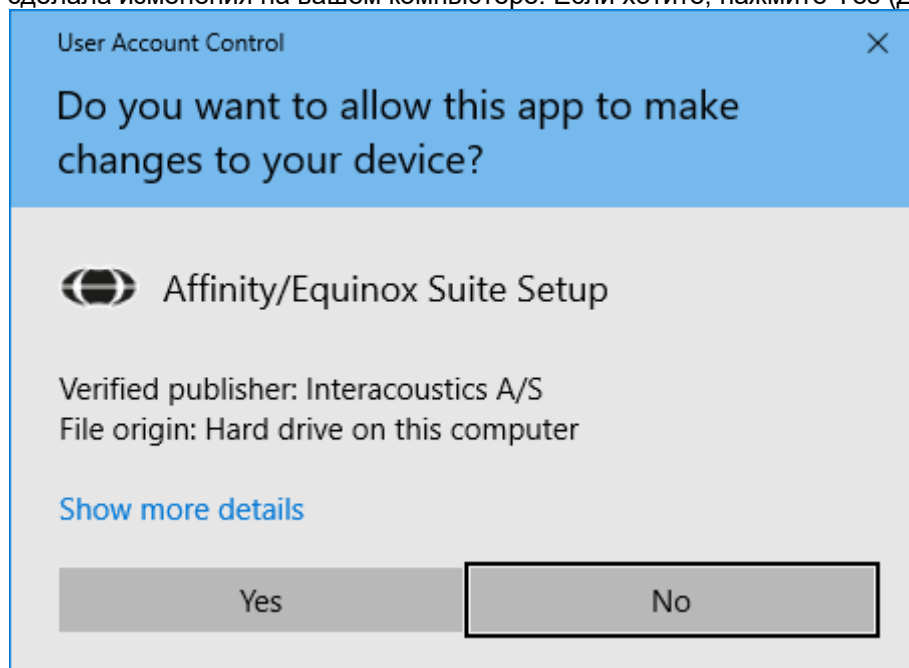 сделала изменения на вашем компьютере. Если хотите, нажмите Yes (Д
User Account Control
Do you want to allow this app to make
changes to your device?
Affinity/Equinox Suite Setup
Verified publisher: Interacoustics A/S
File origin: Hard drive on this computer
Show more details
Yes
No